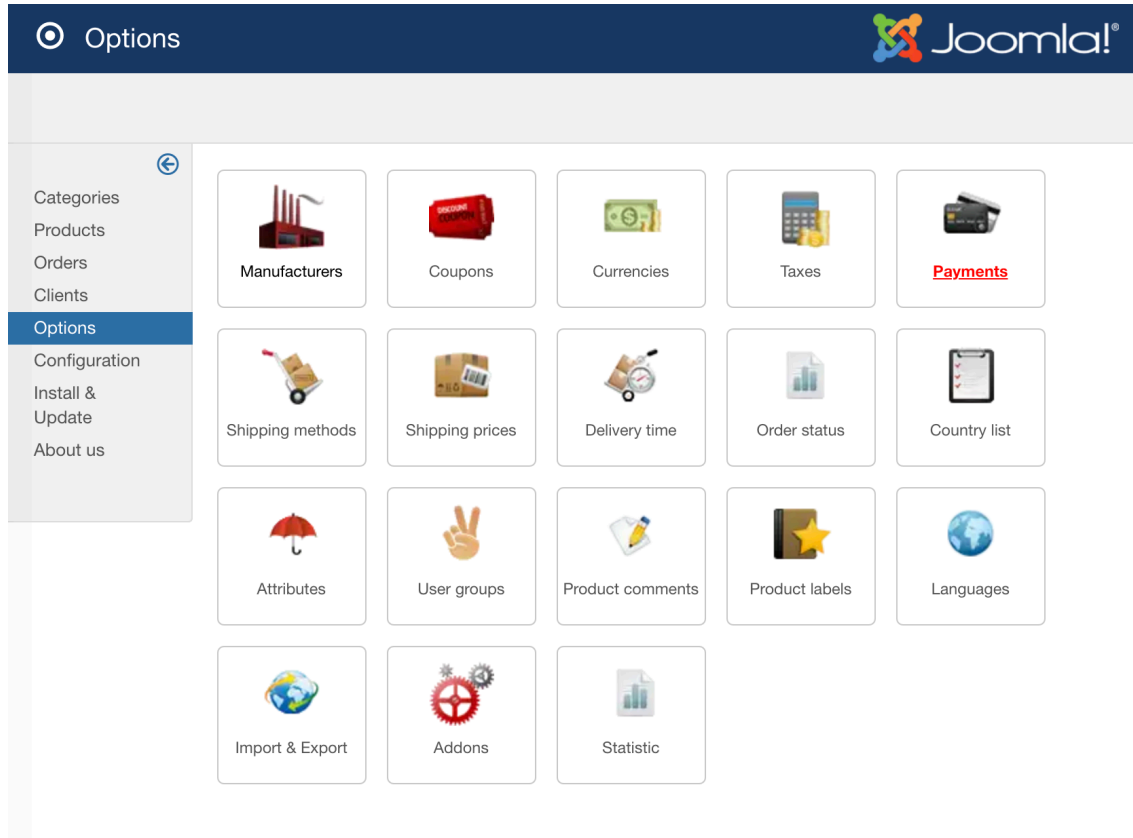 Options
Joomla!®
Categories
Products
Orders
Clients
Options
Configuration
Install &
Update
About us
Manufacturers
DISCOUNT
COUPON
Coupons
Currencies
Taxes
Payments
Shipping methods
Shipping prices
Delivery time
Order status
Country list
Attributes
User groups
Product comments
Product labels
Languages
Import & Export
Addons
Statistic